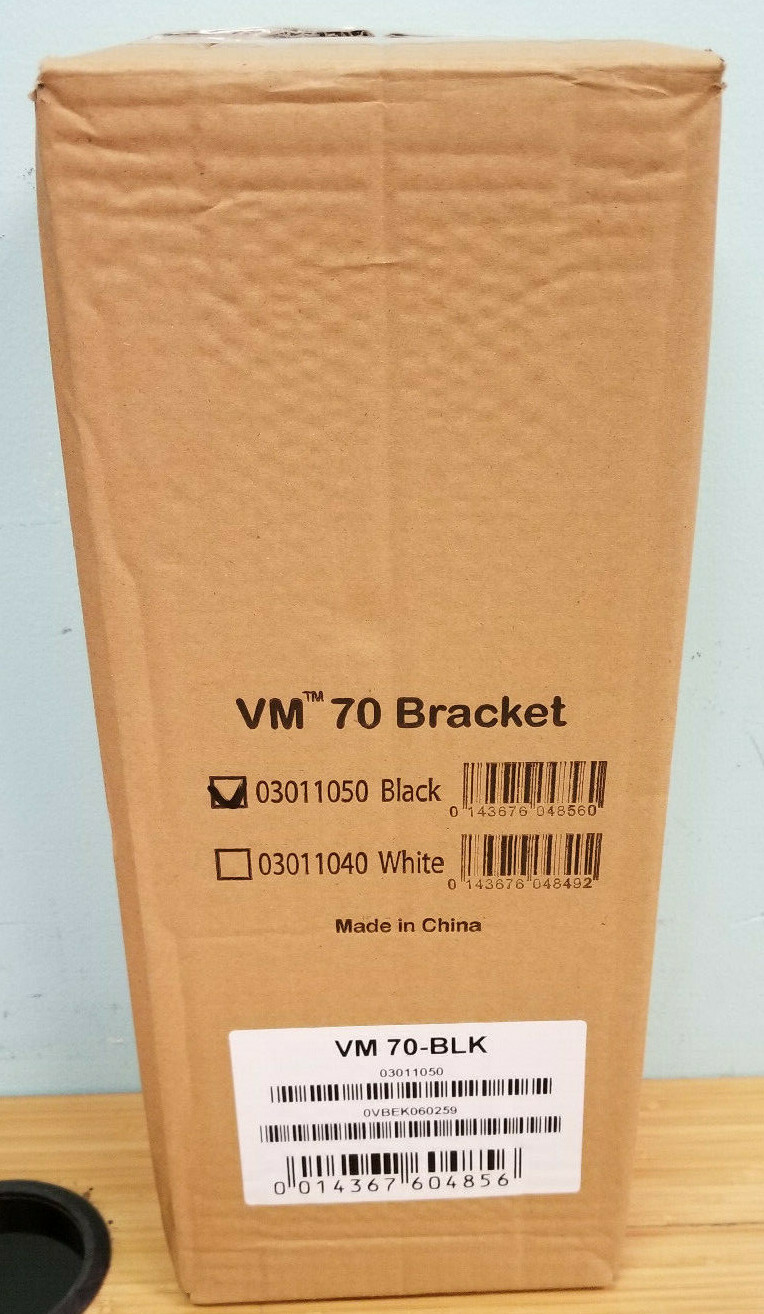 VM™ 70 Bracket
03011050 Black
0 143676 048560
03011040 White
0 143676 048492
Made in China
VM 70-BLK
03011050
0VBEK060259
0 014367 604856